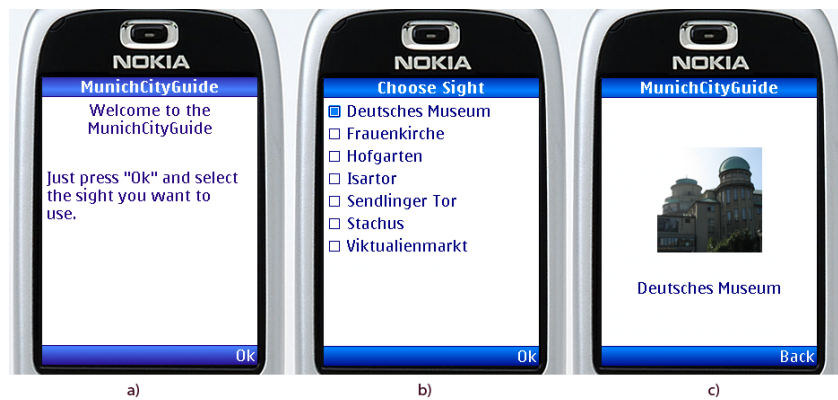 NOKIA
MunichCityGuide
Welcome to the
MunichCityGuide
Just press "Ok" and select
the sight you want to
use.
Ok
a)
NOKIA
Choose Sight
Deutsches Museum
Frauenkirche
Hofgarten
Isartor
Sendlinger Tor
Stachus
Viktualienmarkt
Ok
b)
NOKIA
MunichCityGuide
Deutsches Museum
Back
c)